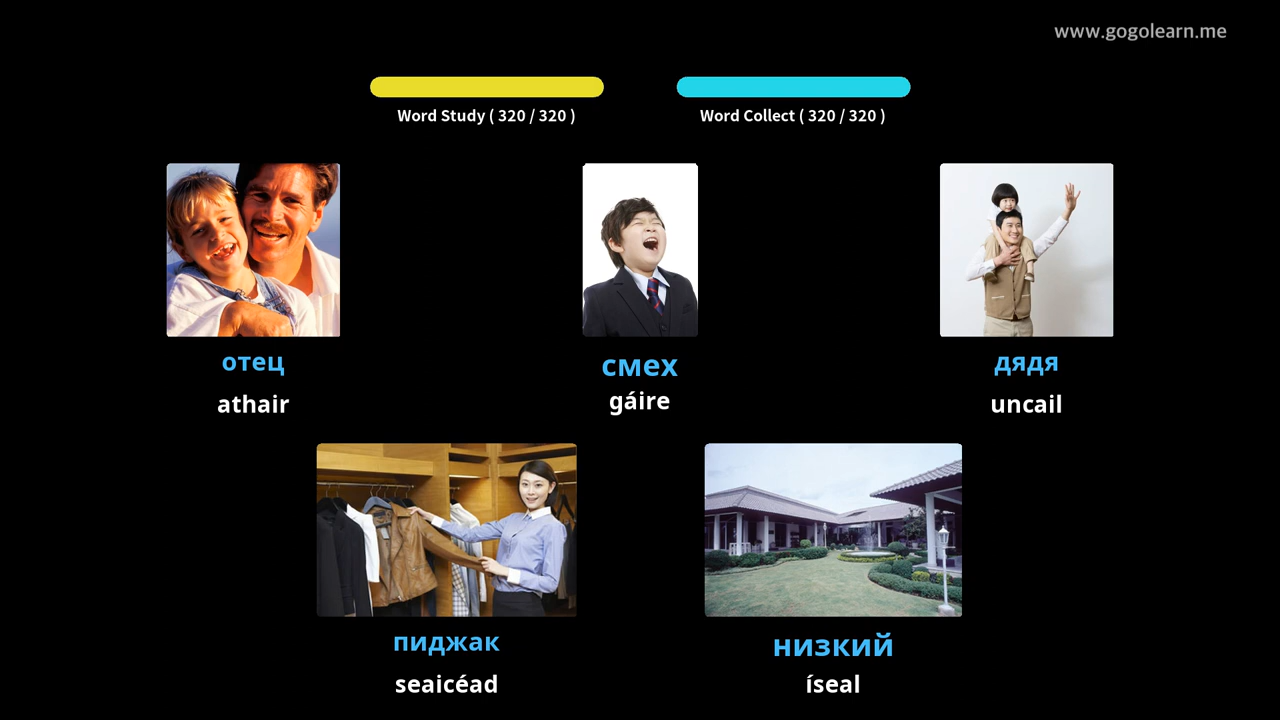 www.gogolearn.me
Word Study ( 320 / 320 )
Word Collect ( 320 / 320 )
отец
athair
смех
gáire
дядя
uncail
пиджак
seaicéad
низкий
íseal